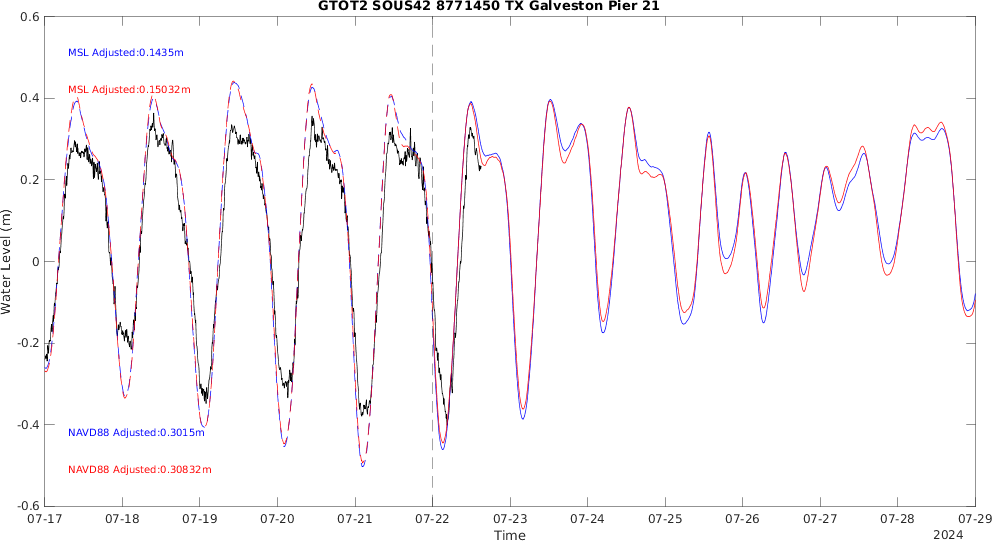 GTOT2 SOUS42 8771450 TX Galveston Pier 21
0.6
0.4
0.2
0
-0.2
-0.4
-0.6
Water Level (m)
MSL Adjusted:0.1435m
MSL Adjusted:0.15032m
NAVD88 Adjusted:0.3015m
NAVD88 Adjusted:0.30832m
07-17 07-18 07-19 07-20 07-21 07-22 07-23 07-24 07-25 07-26 07-27 07-28 07-29
Time
2024